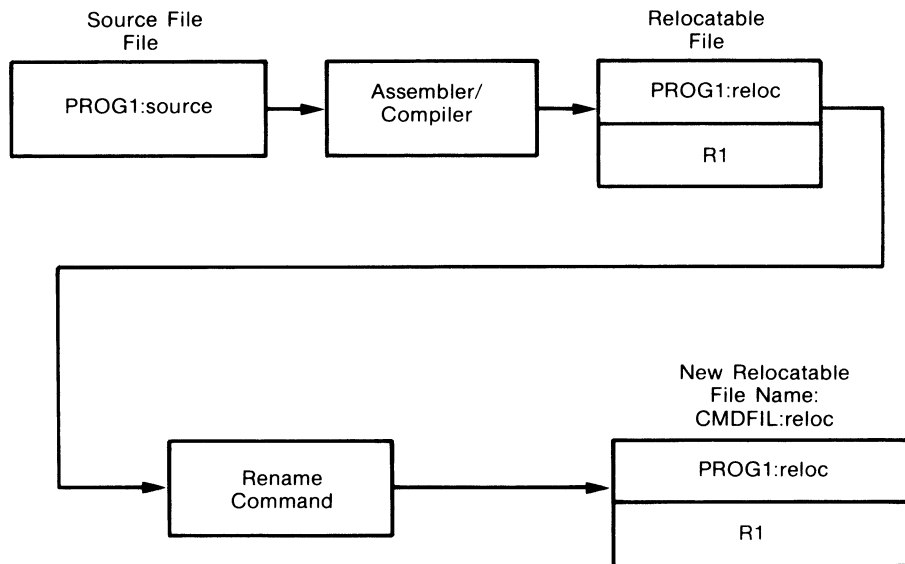 Source File
File
PROG1:source
Assembler/
Compiler
Relocatable
File
PROG1:reloc
R1
Rename
Command
New Relocatable
File Name:
CMDFIL:reloc
PROG1:reloc
R1